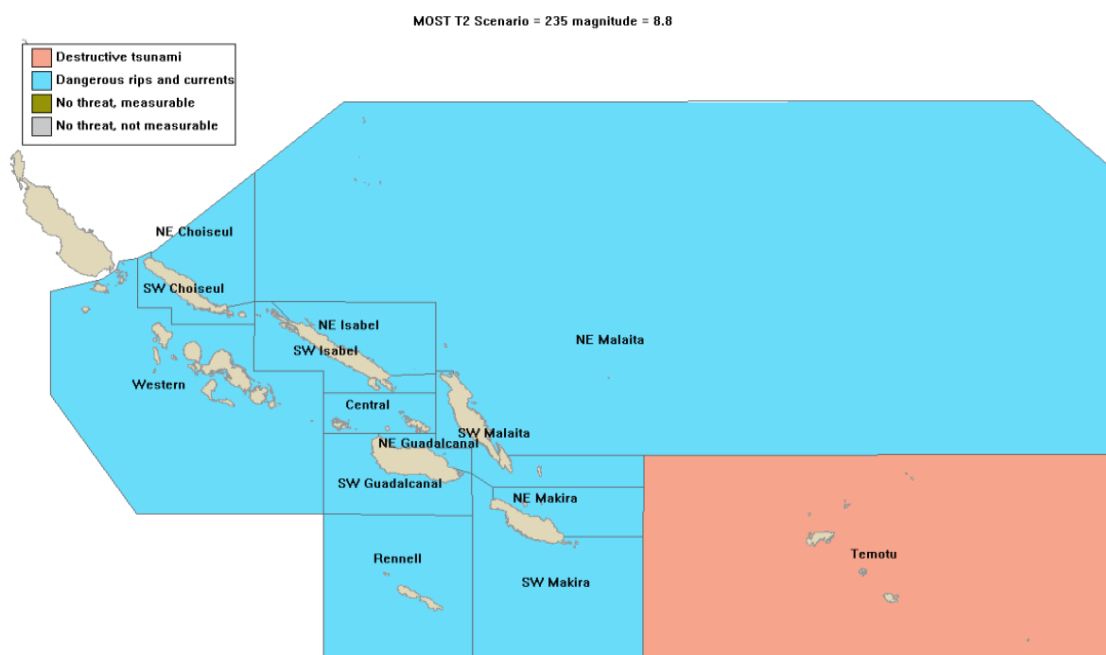 MOST T2 Scenario = 235 magnitude = 8.8
Destructive tsunami
Dangerous rips and currents
No threat, measurable
No threat, not measurable
NE Choiseul
SW Choiseul
NE Isabel
SW Isabel
NE Malaita
Western
Central
SW Malaita
NE Guadalcanal
SW Guadalcanal
NE Makira
Temotu
Rennell
SW Makira